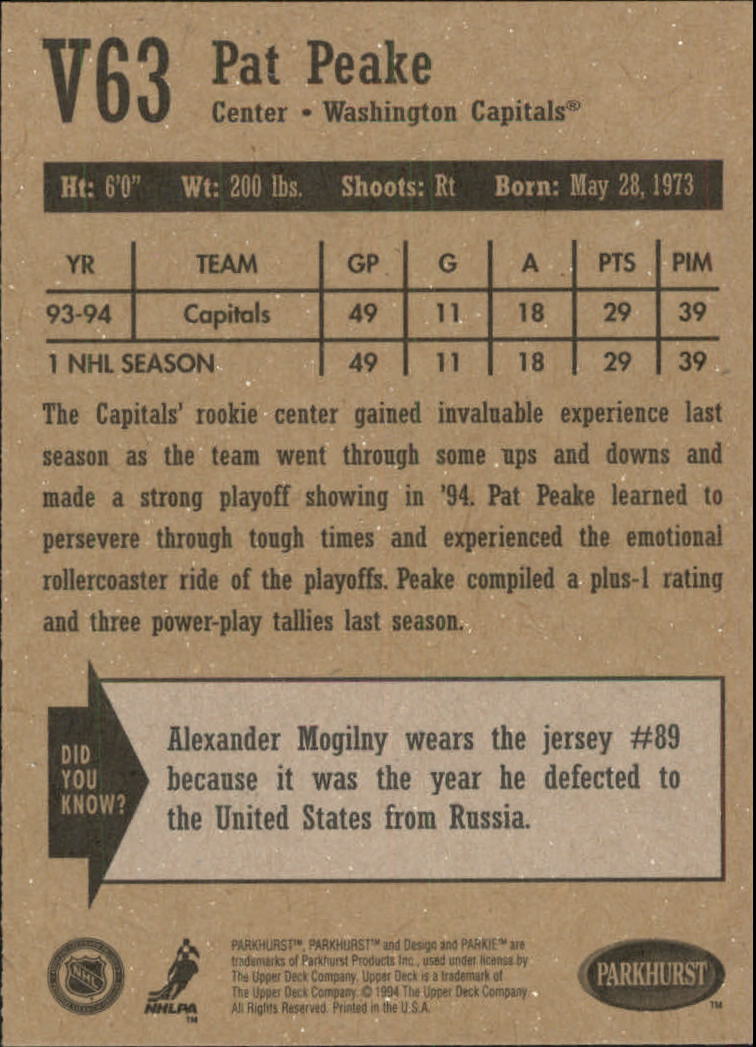 V63 Pat Peake
Center • Washington Capitals®
Ht: 6'0" Wt: 200 lbs. Shoots: Rt Born: May 28, 1973
YR TEAM GP G A PTS PIM
93-94 Capitals 49 11 18 29 39
1 NHL SEASON 49 11 18 29 39
The Capitals' rookie center gained invaluable experience last
season as the team went through some ups and downs and
made a strong playoff showing in '94. Pat Peake learned to
persevere through tough times and experienced the emotional
rollercoaster ride of the playoffs. Peake compiled a plus-1 rating
and three power-play tallies last season.
DID
YOU
KNOW?
Alexander Mogilny wears the jersey #89
because it was the year he defected to
the United States from Russia.
NHL
NHLPA
TM
PARKHURST™, PARKHURST™ and Design and PARKIE™ are
trademarks of Parkhurst Products Inc., used under license by
The Upper Deck Company. Upper Deck is a trademark of
The Upper Deck Company. © 1994 The Upper Deck Company.
All Rights Reserved. Printed in the U.S.A.
PARKHURST
TM